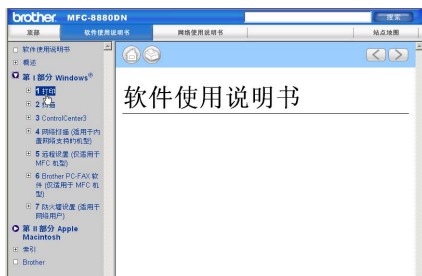 brother MFC-8880DN
搜索
顶部 软件使用说明书 网络使用说明书 站点地图
软件使用说明书
概述
第 I 部分 Windows®
1 打印
2 扫描
3 ControlCenter3
4 网络扫描 (适用于内
置网络支持的机型)
5 远程设置 (仅适用于
MFC 机型)
6 Brother PC-FAX 软
件 (仅适用于 MFC 机
型)
7 防火墙设置 (适用于
网络用户)
第 II 部分 Apple
Macintosh
索引
Brother
软件使用说明书